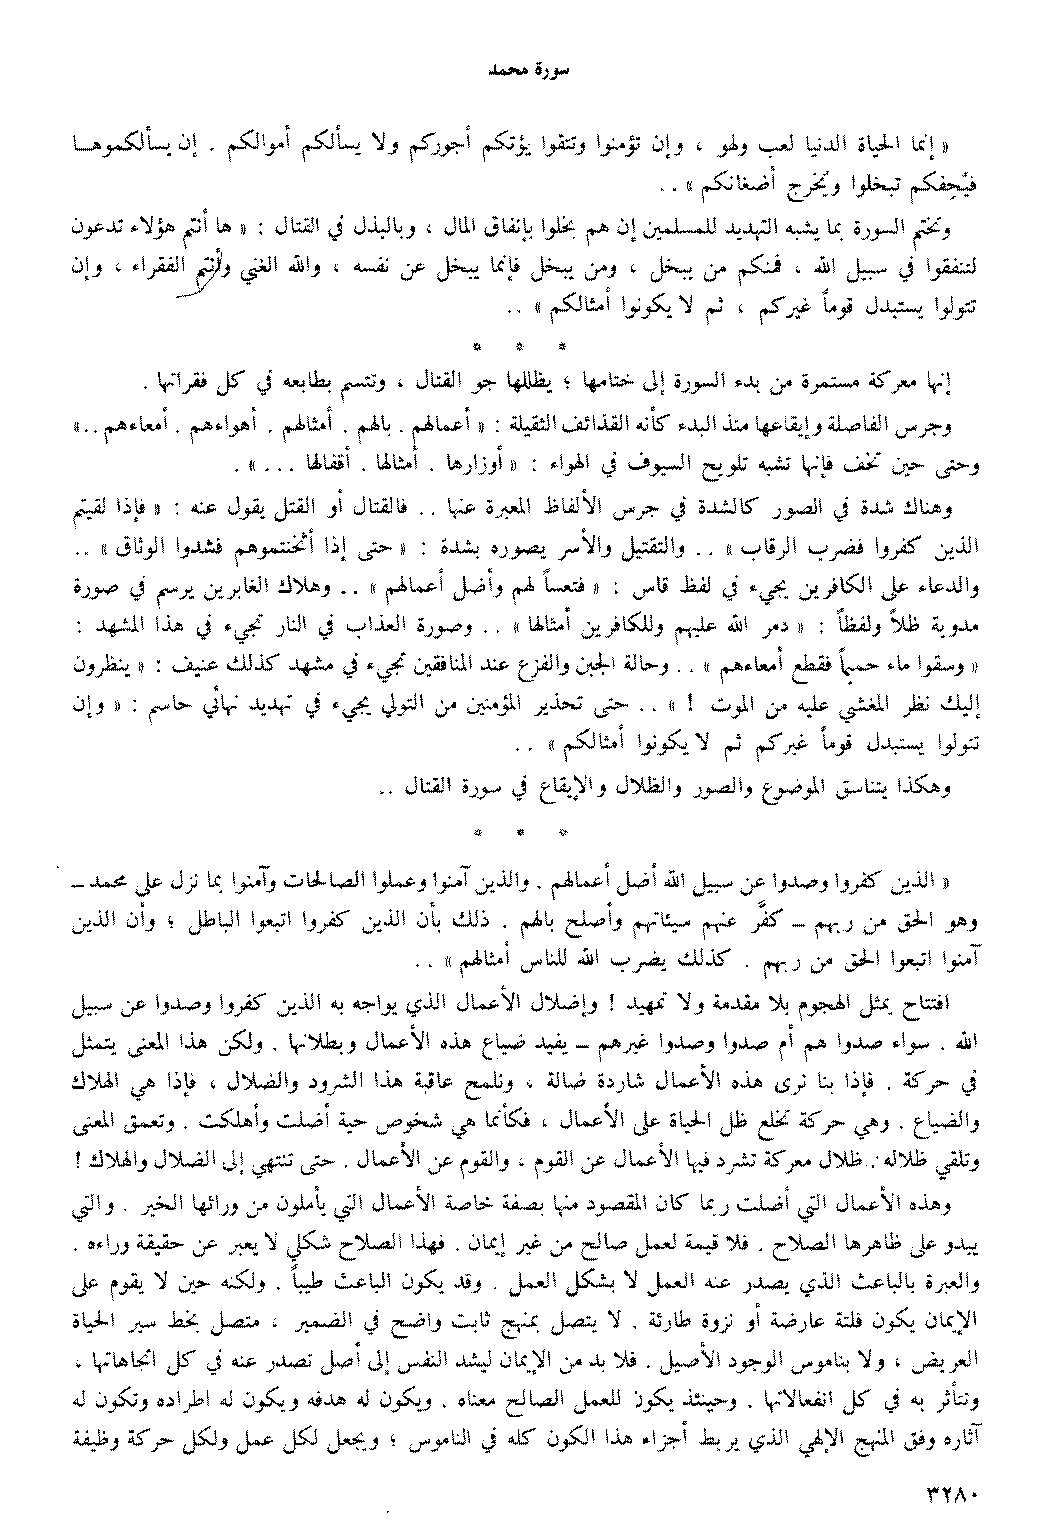 سورة محمد
« إنما الحياة الدنيا لعب ولهو ، وإن تؤمنوا وتتقوا يؤتكم أجوركم ولا يسألكم أموالكم . إن يسألكموهـا
فيُحفكم تبخلوا ويُخرج أضغانكم » . .
وتختم السورة بما يشبه التهديد للمسلمين إن هم بخلوا بإنفاق المال ، وبالبذل في القتال : « ها أنتم هؤلاء تدعون
لتنفقوا في سبيل الله ، فمنكم من يبخل ، ومن يبخل فإنما يبخل عن نفسه ، والله الغني وأنتم الفقراء ، وإن
تتولوا يستبدل قوماً غيركم ، ثم لا يكونوا أمثالكم » . .
* * *
إنها معركة مستمرة من بدء السورة إلى ختامها ؛ يظللها جو القتال ، وتتسم بطابعه في كل فقراتها .
وجرس الفاصلة وإيقاعها منذ البدء كأنه القذائف الثقيلة : « أعمالهم . بالهم . أمثالهم . أهواءهم . أمعاءهم . . »
وحتى حين تخف فإنها تشبه تلويح السيوف في الهواء : « أوزارها . أمثالها . أقفالها . . . » .
وهناك شدة في الصور كالشدة في جرس الألفاظ المعبرة عنها . . فالقتال أو القتل يقول عنه : « فإذا لقيتم
الذين كفروا فضرب الرقاب » . . والتقتيل والأسر يصوره بشدة : « حتى إذا أثخنتموهم فشدوا الوثاق » . .
والدعاء على الكافرين يجيء في لفظ قاس : « فتعساً لهم وأضل أعمالهم » . . وهلاك الغابرين يرسم في صورة
مدوية ظلاً ولفظاً : « دمر الله عليهم وللكافرين أمثالها » . . وصورة العذاب في النار تجيء في هذا المشهد :
« وسقوا ماء حميماً فقطع أمعاءهم » . . وحالة الجبن والفزع عند المنافقين تجيء في مشهد كذلك عنيف : « ينظرون
إليك نظر المغشي عليه من الموت ! » . . حتى تحذير المؤمنين من التولي يجيء في تهديد نهائي حاسم : « وإن
تتولوا يستبدل قوماً غيركم ثم لا يكونوا أمثالكم » . .
وهكذا يتناسق الموضوع والصور والظلال والإيقاع في سورة القتال . .
* * *
« الذين كفروا وصدوا عن سبيل الله أضل أعمالهم . والذين آمنوا وعملوا الصالحات وآمنوا بما نزل على محمد –
وهو الحق من ربهم – كفَّر عنهم سيئاتهم وأصلح بالهم . ذلك بأن الذين كفروا اتبعوا الباطل ؛ وأن الذين
آمنوا اتبعوا الحق من ربهم . كذلك يضرب الله للناس أمثالهم » . .
افتتاح يمثل الهجوم بلا مقدمة ولا تمهيد ! وإضلال الأعمال الذي يواجه به الذين كفروا وصدوا عن سبيل
الله . سواء صدوا هم أم صدوا وصدوا غيرهم – يفيد ضياع هذه الأعمال وبطلانها . ولكن هذا المعنى يتمثل
في حركة . فإذا بنا نرى هذه الأعمال شاردة ضالة ، ونلمح عاقبة هذا الشرود والضلال ، فإذا هي الهلاك
والضياع . وهي حركة تخلع ظل الحياة على الأعمال ، فكأنما هي شخوص حية أضلت وأهلكت . وتعمق المعنى
وتلقي ظلاله . ظلال معركة تشرد فيها الأعمال عن القوم ، والقوم عن الأعمال . حتى تنتهي إلى الضلال والهلاك !
وهذه الأعمال التي أضلت ربما كان المقصود منها بصفة خاصة الأعمال التي يأملون من ورائها الخير . والتي
يبدو على ظاهرها الصلاح . فلا قيمة لعمل صالح من غير إيمان . فهذا الصلاح شكلي لا يعبر عن حقيقة وراءه .
والعبرة بالباعث الذي يصدر عنه العمل لا بشكل العمل . وقد يكون الباعث طيباً . ولكنه حين لا يقوم على
الإيمان يكون فلتة عارضة أو نزوة طارئة . لا يتصل بمنهج ثابت واضح في الضمير ، متصل بخط سير الحياة
العريض ، ولا بناموس الوجود الأصيل . فلا بد من الإيمان ليشد النفس إلى أصل تصدر عنه في كل اتجاهاتها ،
وتتأثر به في كل انفعالاتها . وحينئذ يكون للعمل الصالح معناه . ويكون له هدفه ويكون له اطراده وتكون له
آثاره وفق المنهج الإلهي الذي يربط أجزاء هذا الكون كله في الناموس ؛ ويجعل لكل عمل ولكل حركة وظيفة
٣٢٨٠